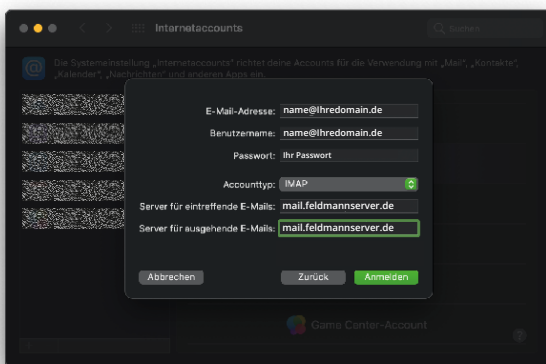 Internetaccounts
Suchen
Die Systemeinstellung „Internetaccounts" richtet deine Accounts für die Verwendung mit „Mail", „Kontakte",
„Kalender", „Nachrichten" und anderen Apps ein.
E-Mail-Adresse: name@Ihredomain.de
Benutzername: name@Ihredomain.de
Passwort: Ihr Passwort
Accounttyp: IMAP
Server für eintreffende E-Mails: mail.feldmannserver.de
Server für ausgehende E-Mails: mail.feldmannserver.de
Abbrechen
Zurück
Anmelden
Game Center-Account
?